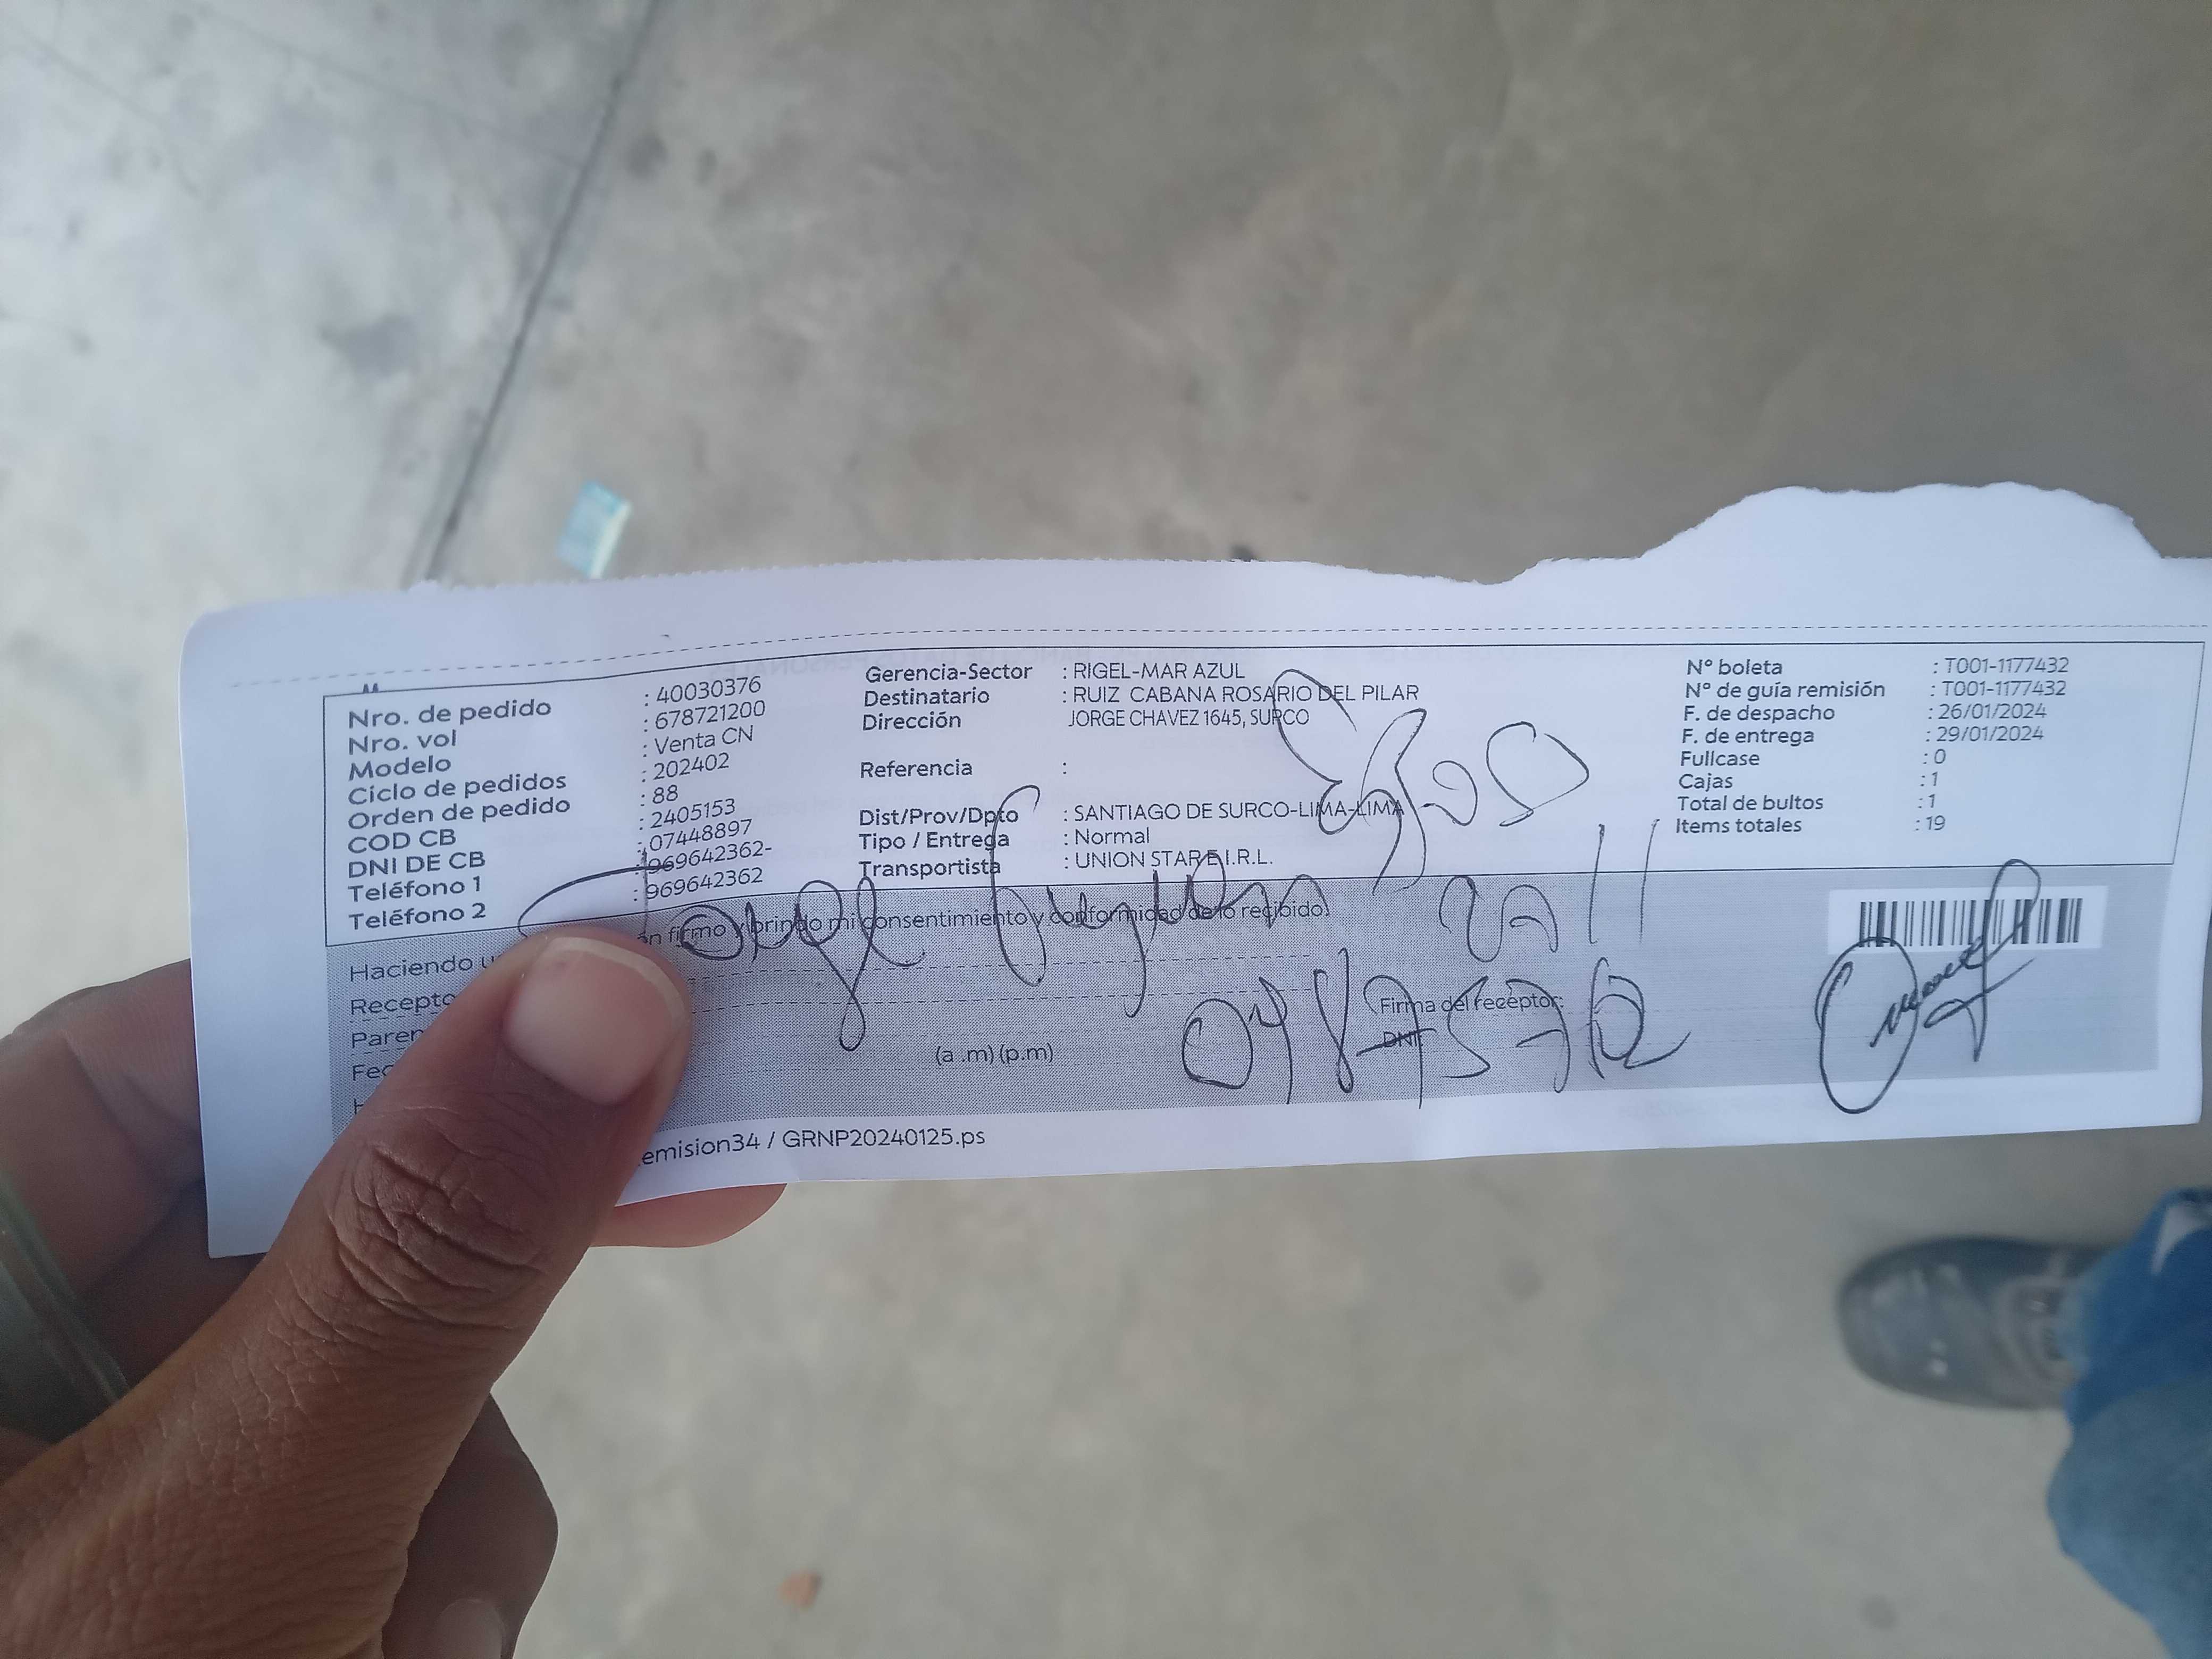 Nro. de pedido : 40030376
Nro. vol : 678721200
Modelo : Venta CN
Ciclo de pedidos : 202402
Orden de pedido : 88
COD CB : 2405153
DNI DE CB : 07448897
Teléfono 1 : 969642362-
Teléfono 2 : 969642362
Gerencia-Sector : RIGEL-MAR AZUL
Destinatario : RUIZ CABANA ROSARIO DEL PILAR
Dirección JORGE CHAVEZ 1645, SURCO
Referencia :
Dist/Prov/Dpto : SANTIAGO DE SURCO-LIMA-LIMA
Tipo / Entrega : Normal
Transportista : UNION STAR E.I.R.L.
N° boleta : T001-1177432
N° de guía remisión : T001-1177432
F. de despacho : 26/01/2024
F. de entrega : 29/01/2024
Fullcase : 0
Cajas : 1
Total de bultos : 1
Items totales : 19
Haciendo firmo y brindo mi consentimiento y conformidad de lo recibido.
Jorge
Firma del receptor:
DNI
(a .m) (p.m)
emision34 / GRNP20240125.ps